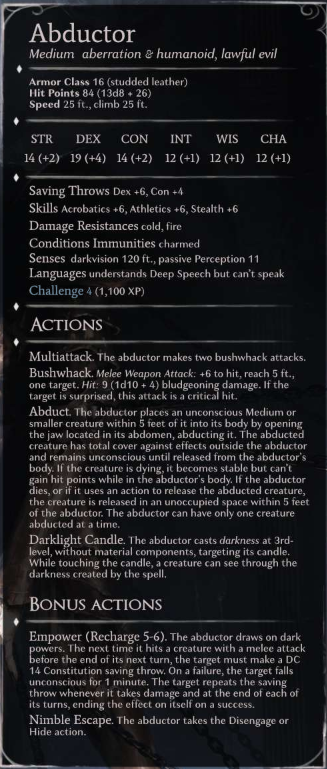 Abductor
Medium aberration & humanoid, lawful evil
Armor Class 16 (studded leather)
Hit Points 84 (13d8 + 26)
Speed 25 ft., climb 25 ft.
STR DEX CON INT WIS CHA
14 (+2) 19 (+4) 14 (+2) 12 (+1) 12 (+1) 12 (+1)
Saving Throws Dex +6, Con +4
Skills Acrobatics +6, Athletics +6, Stealth +6
Damage Resistances cold, fire
Conditions Immunities charmed
Senses darkvision 120 ft., passive Perception 11
Languages understands Deep Speech but can't speak
Challenge 4 (1,100 XP)
ACTIONS
Multiattack. The abductor makes two bushwhack attacks.
Bushwhack. Melee Weapon Attack: +6 to hit, reach 5 ft.,
one target. Hit: 9 (1d10 + 4) bludgeoning damage. If the
target is surprised, this attack is a critical hit.
Abduct. The abductor places an unconscious Medium or
smaller creature within 5 feet of it into its body by opening
the jaw located in its abdomen, abducting it. The abducted
creature has total cover against effects outside the abductor
and remains unconscious until released from the abductor's
body. If the creature is dying, it becomes stable but can't
gain hit points while in the abductor's body. If the abductor
dies, or if it uses an action to release the abducted creature,
the creature is released in an unoccupied space within 5 feet
of the abductor. The abductor can have only one creature
abducted at a time.
Darklight Candle. The abductor casts darkness at 3rd-
level, without material components, targeting its candle.
While touching the candle, a creature can see through the
darkness created by the spell.
BONUS ACTIONS
Empower (Recharge 5-6). The abductor draws on dark
powers. The next time it hits a creature with a melee attack
before the end of its next turn, the target must make a DC
14 Constitution saving throw. On a failure, the target falls
unconscious for 1 minute. The target repeats the saving
throw whenever it takes damage and at the end of each of
its turns, ending the effect on itself on a success.
Nimble Escape. The abductor takes the Disengage or
Hide action.